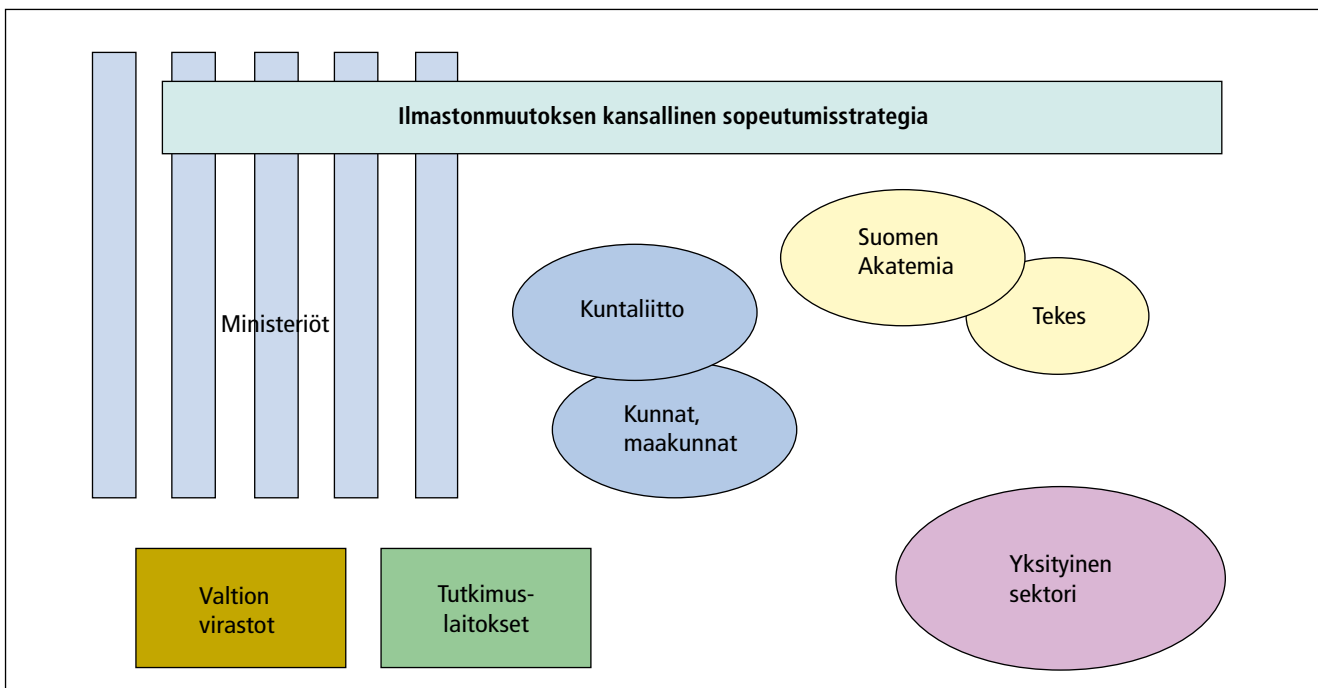 Ilmastonmuutoksen kansallinen sopeutumisstrategia
Suomen
Akatemia
Kuntaliitto
Tekes
Ministeriöt
Kunnat,
maakunnat
Valtion
virastot
Tutkimus-
laitokset
Yksityinen
sektori